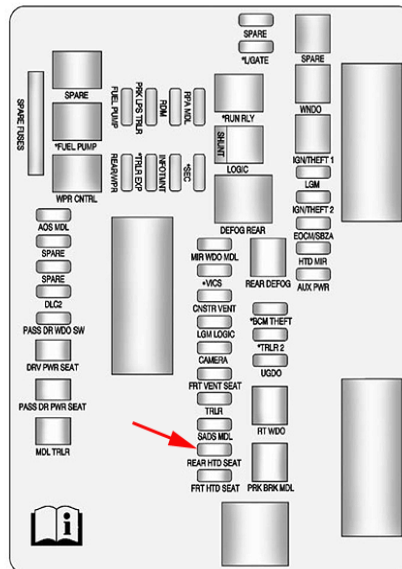 SPARE
*L/GATE
SPARE
SPARE FUSES
SPARE
FUEL PUMP
PRK LPS TRLR
RDM
RPA MDL
*RUN RLY
WNDO
*FUEL PUMP
SHUNT
LOGIC
IGN/THEFT 1
LGM
WPR CNTRL
REAR/WPR
*TRLR EXP
INFOTMNT
*SEC
IGN/THEFT 2
AOS MDL
DEFOG REAR
EOCM/SBZA
SPARE
MIR WDO MDL
HTD MIR
SPARE
*VICS
REAR DEFOG
AUX PWR
DLC2
CNSTR VENT
PASS DR WDO SW
LGM LOGIC
*BCM THEFT
CAMERA
*TRLR 2
DRV PWR SEAT
FRT VENT SEAT
UGDO
PASS DR PWR SEAT
TRLR
SADS MDL
RT WDO
MDL TRLR
REAR HTD SEAT
FRT HTD SEAT
PRK BRK MDL
i